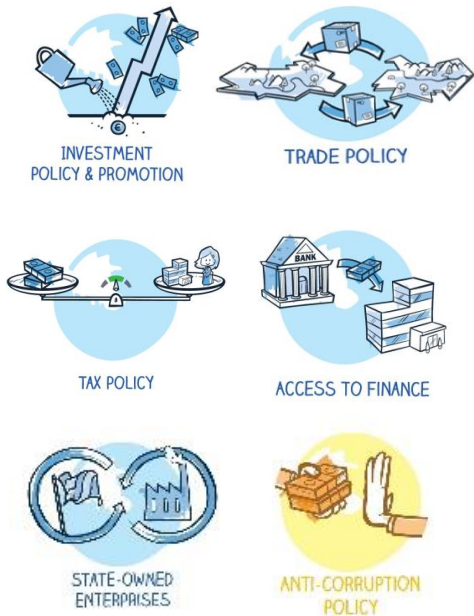 INVESTMENT
POLICY & PROMOTION
TRADE POLICY
€
TAX POLICY
BANK
ACCESS TO FINANCE
STATE-OWNED
ENTERPRISES
ANTI-CORRUPTION
POLICY